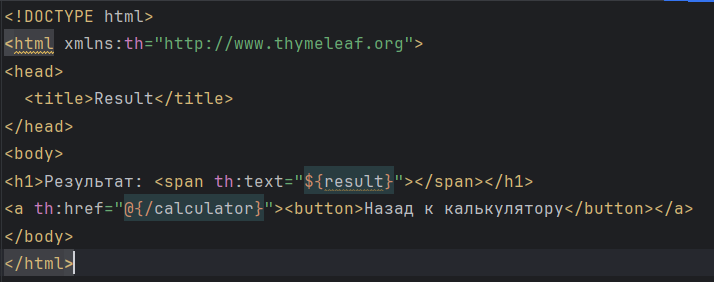 <!DOCTYPE html>
<html xmlns:th="http://www.thymeleaf.org">
<head>
  <title>Result</title>
</head>
<body>
<h1>Результат: <span th:text="${result}"></span></h1>
<a th:href="@{/calculator}"><button>Назад к калькулятору</button></a>
</body>
</html>